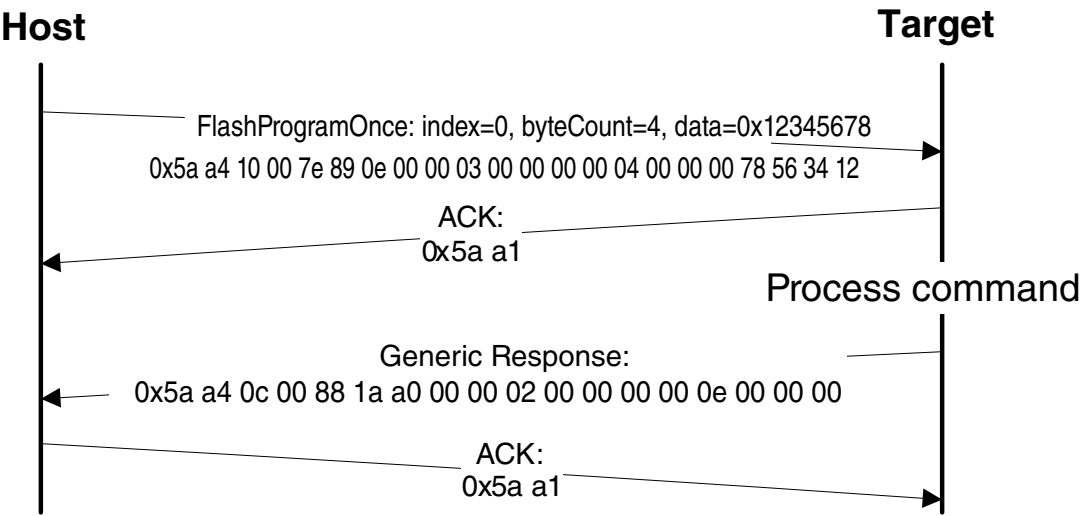 Host
Target
FlashProgramOnce: index=0, byteCount=4, data=0x12345678
0x5a a4 10 00 7e 89 0e 00 00 03 00 00 00 00 04 00 00 00 78 56 34 12
ACK:
0x5a a1
Process command
Generic Response:
0x5a a4 0c 00 88 1a a0 00 00 02 00 00 00 00 0e 00 00 00
ACK:
0x5a a1